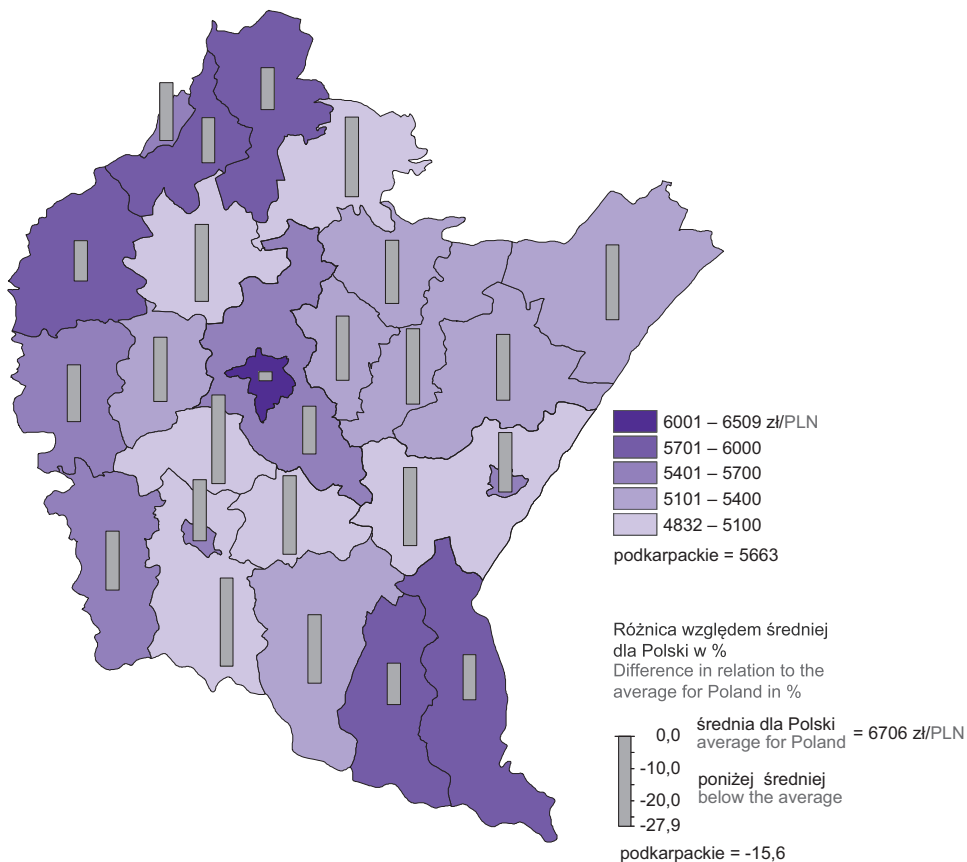 6001 – 6509 zł/PLN
5701 – 6000
5401 – 5700
5101 – 5400
4832 – 5100
podkarpackie = 5663
Różnica względem średniej
dla Polski w %
Difference in relation to the
average for Poland in %
0,0
średnia dla Polski
average for Poland
= 6706 zł/PLN
-10,0
poniżej średniej
below the average
-20,0
-27,9
podkarpackie = -15,6